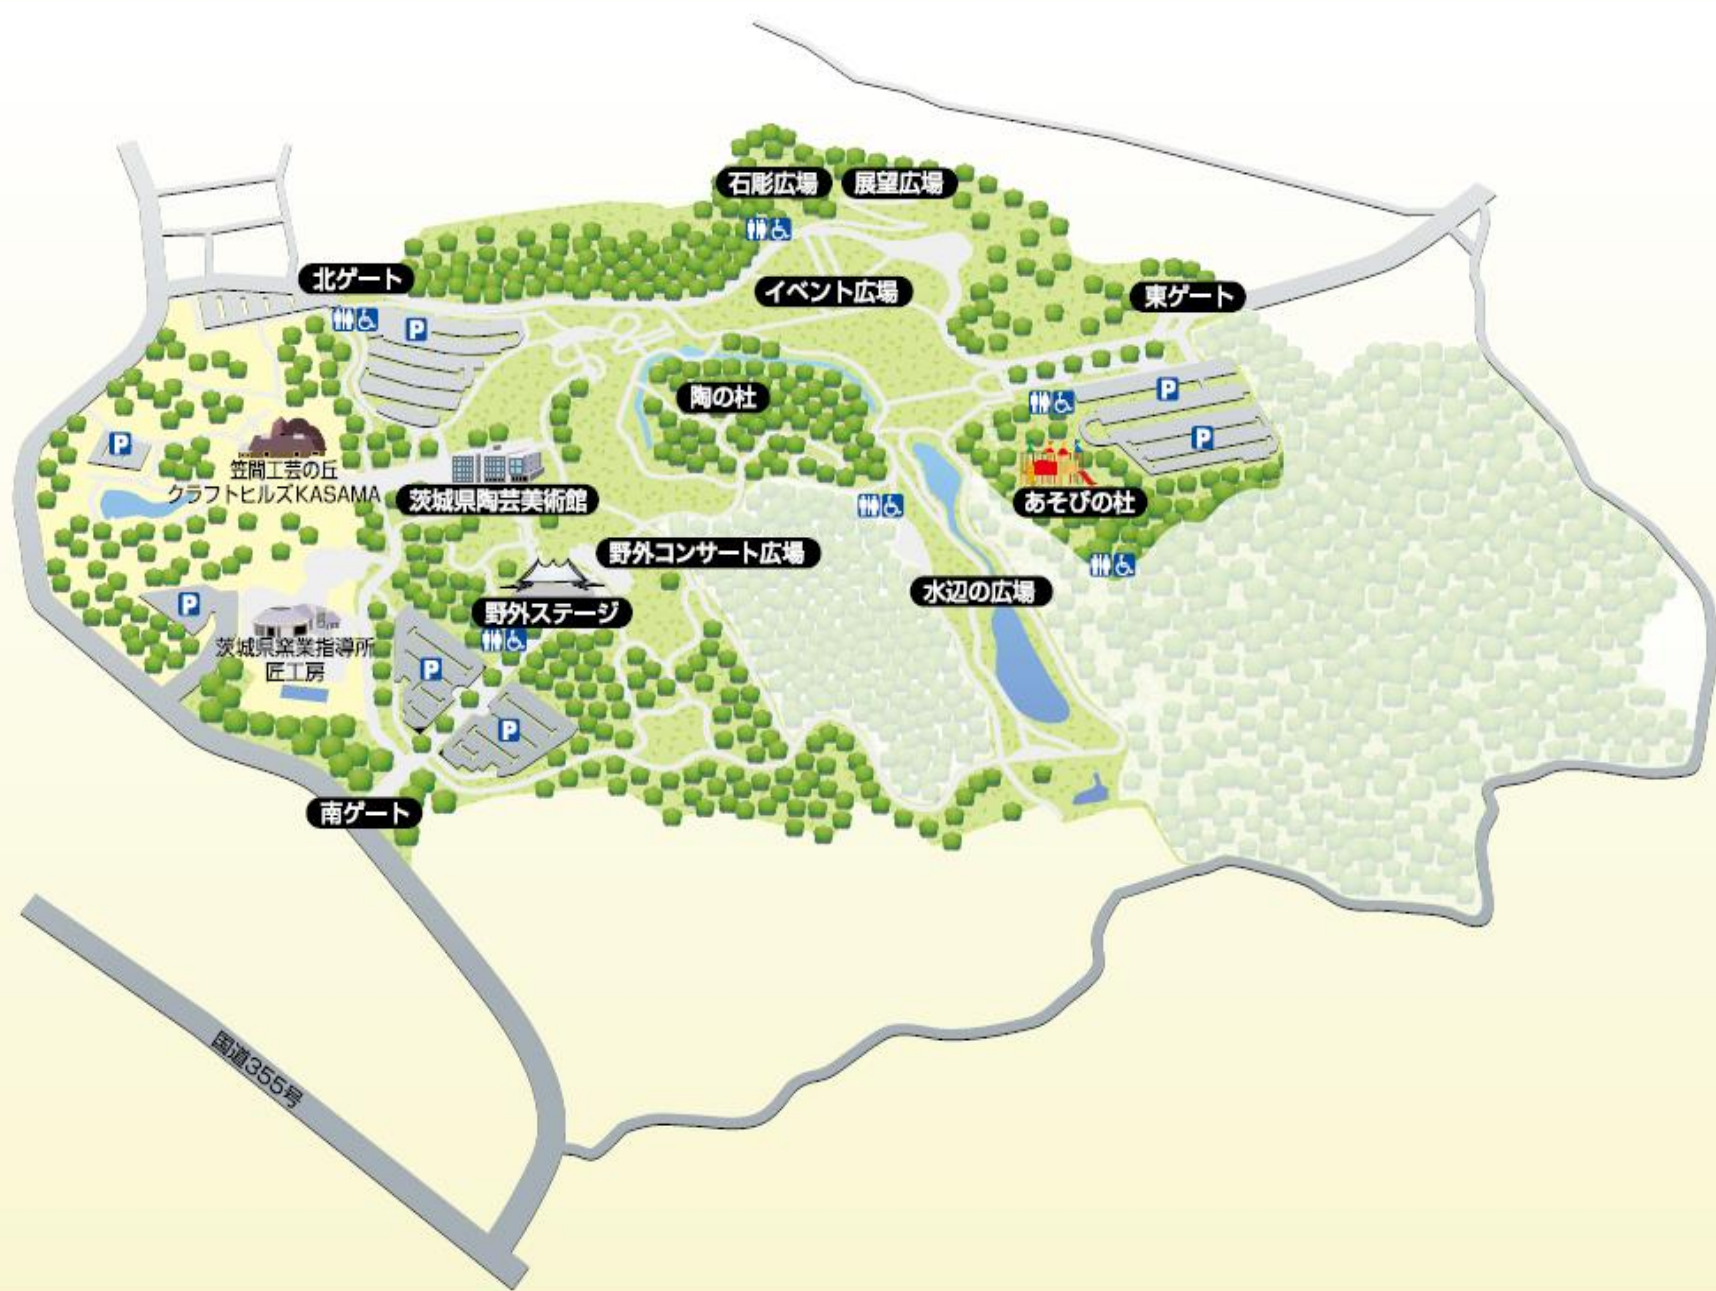 石彫広場
展望広場
北ゲート
イベント広場
東ゲート
P
陶の杜
P
P
P
笠間工芸の丘
クラフトヒルズKASAMA
茨城県陶芸美術館
あそびの杜
野外コンサート広場
水辺の広場
P
野外ステージ
茨城県窯業指導所
匠工房
P
P
南ゲート
国道355号